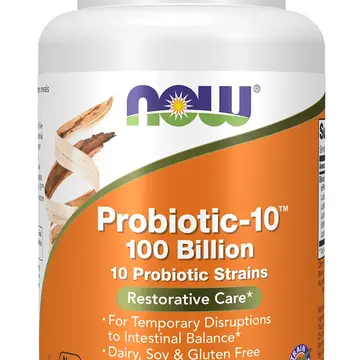 NOW
Probiotic-10™
100 Billion
10 Probiotic Strains
Restorative Care*
• For Temporary Disruptions
to Intestinal Balance*
• Dairy, Soy & Gluten Free